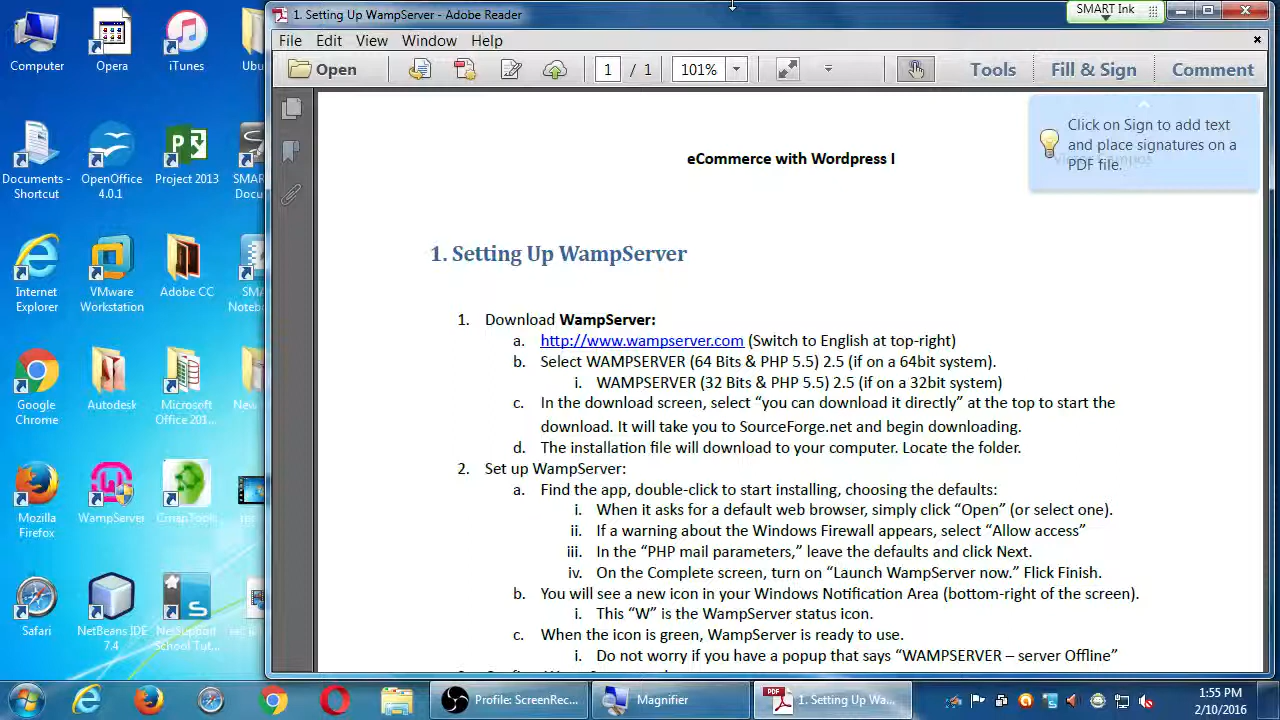 1. Setting Up WampServer - Adobe Reader
SMART Ink
File Edit View Window Help
Open 1 / 1 101% Tools Fill & Sign Comment
Click on Sign to add text
and place signatures on a
PDF file.
eCommerce with Wordpress I
1. Setting Up WampServer
1. Download WampServer:
a. http://www.wampserver.com (Switch to English at top-right)
b. Select WAMPSERVER (64 Bits & PHP 5.5) 2.5 (if on a 64bit system).
i. WAMPSERVER (32 Bits & PHP 5.5) 2.5 (if on a 32bit system)
c. In the download screen, select “you can download it directly” at the top to start the
download. It will take you to SourceForge.net and begin downloading.
d. The installation file will download to your computer. Locate the folder.
2. Set up WampServer:
a. Find the app, double-click to start installing, choosing the defaults:
i. When it asks for a default web browser, simply click “Open” (or select one).
ii. If a warning about the Windows Firewall appears, select “Allow access”
iii. In the “PHP mail parameters,” leave the defaults and click Next.
iv. On the Complete screen, turn on “Launch WampServer now.” Flick Finish.
b. You will see a new icon in your Windows Notification Area (bottom-right of the screen).
i. This “W” is the WampServer status icon.
c. When the icon is green, WampServer is ready to use.
i. Do not worry if you have a popup that says “WAMPSERVER – server Offline”
Computer
Opera
iTunes
Ubu
Documents -
Shortcut
OpenOffice
4.0.1
Project 2013
SMA
Docu
Internet
Explorer
VMware
Workstation
Adobe CC
SMA
Noteb
Google
Chrome
Autodesk
Microsoft
Office 201...
New
Mozilla
Firefox
WampServer
CmapTools
Safari
NetBeans IDE
7.4
NetSupport
School Tut...
Profile: ScreenRec...
Magnifier
1. Setting Up Wa...
1:55 PM
2/10/2016